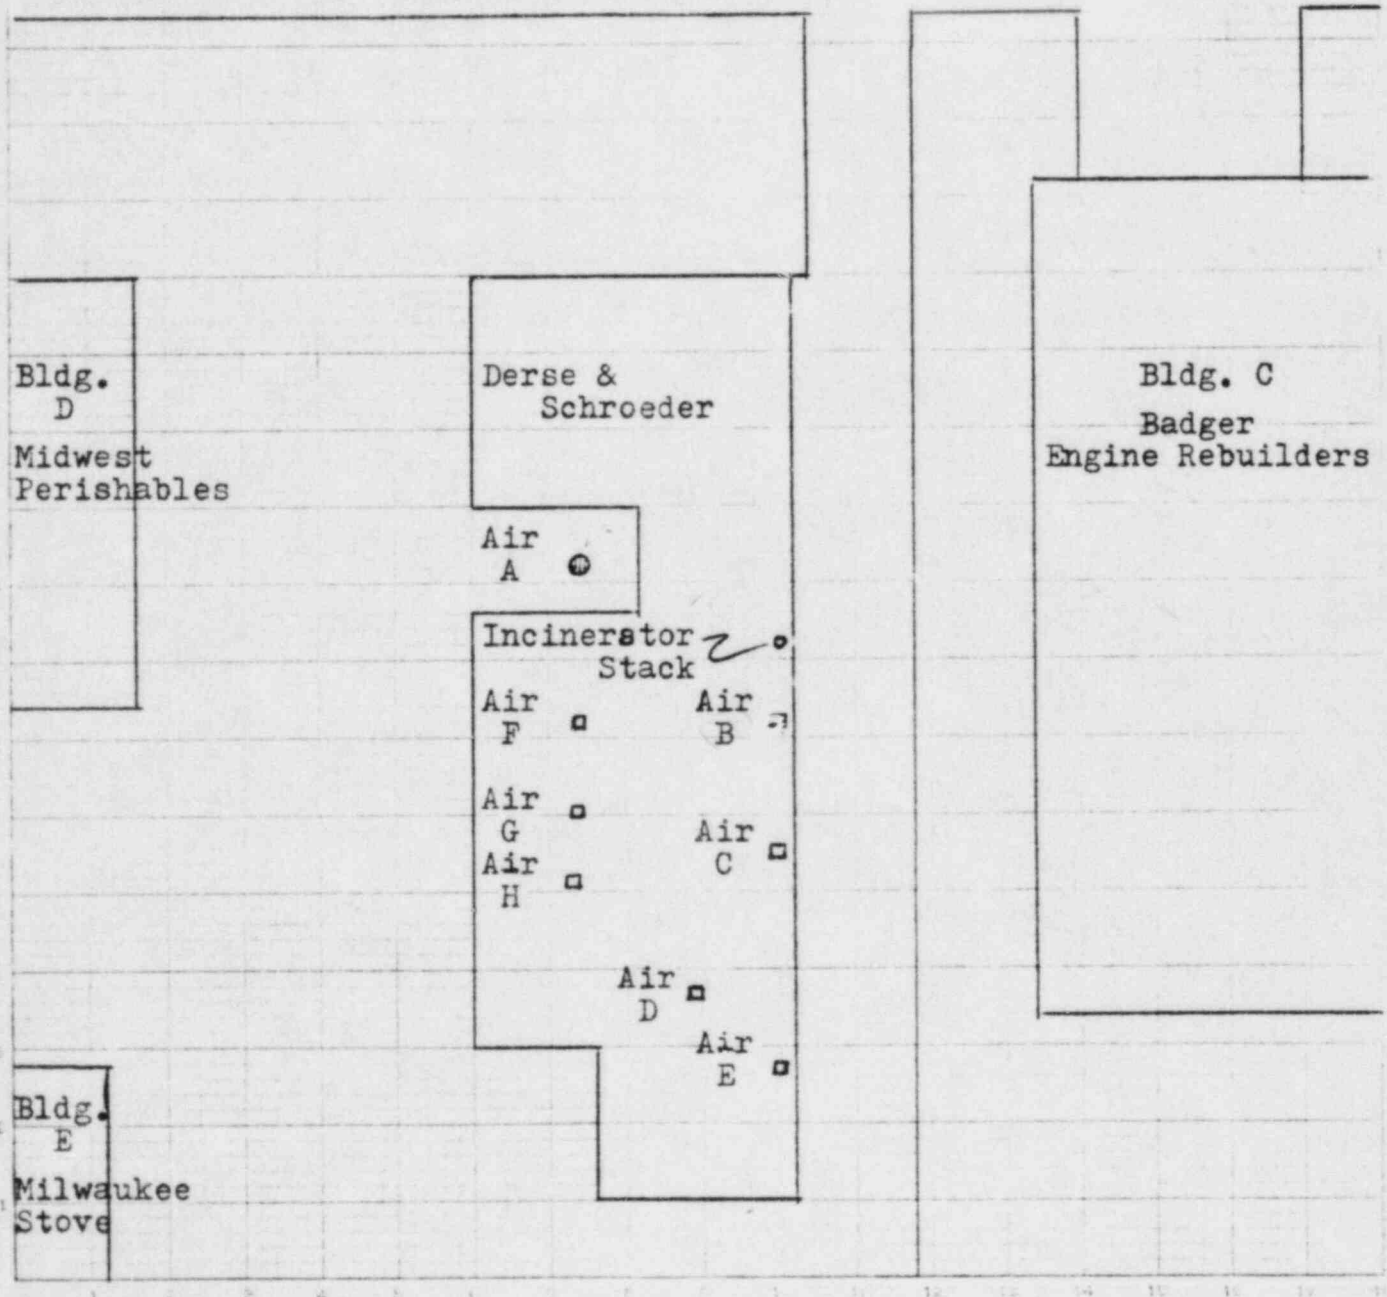 Bldg.
D
Midwest
Perishables
Derse &
Schroeder
Bldg. C
Badger
Engine Rebuilders
Air
A
Incinerator
Stack
Air
F
Air
B
Air
G
Air
C
Air
H
Air
D
Air
E
Bldg.
E
Milwaukee
Stove